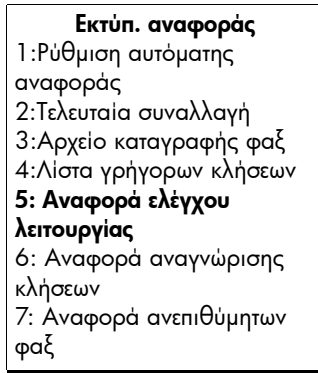 Εκτύπ. αναφοράς
1:Ρύθμιση αυτόματης
αναφοράς
2:Τελευταία συναλλαγή
3:Αρχείο καταγραφής φαξ
4:Λίστα γρήγορων κλήσεων
5: Αναφορά ελέγχου
λειτουργίας
6: Αναφορά αναγνώρισης
κλήσεων
7: Αναφορά ανεπιθύμητων
φαξ